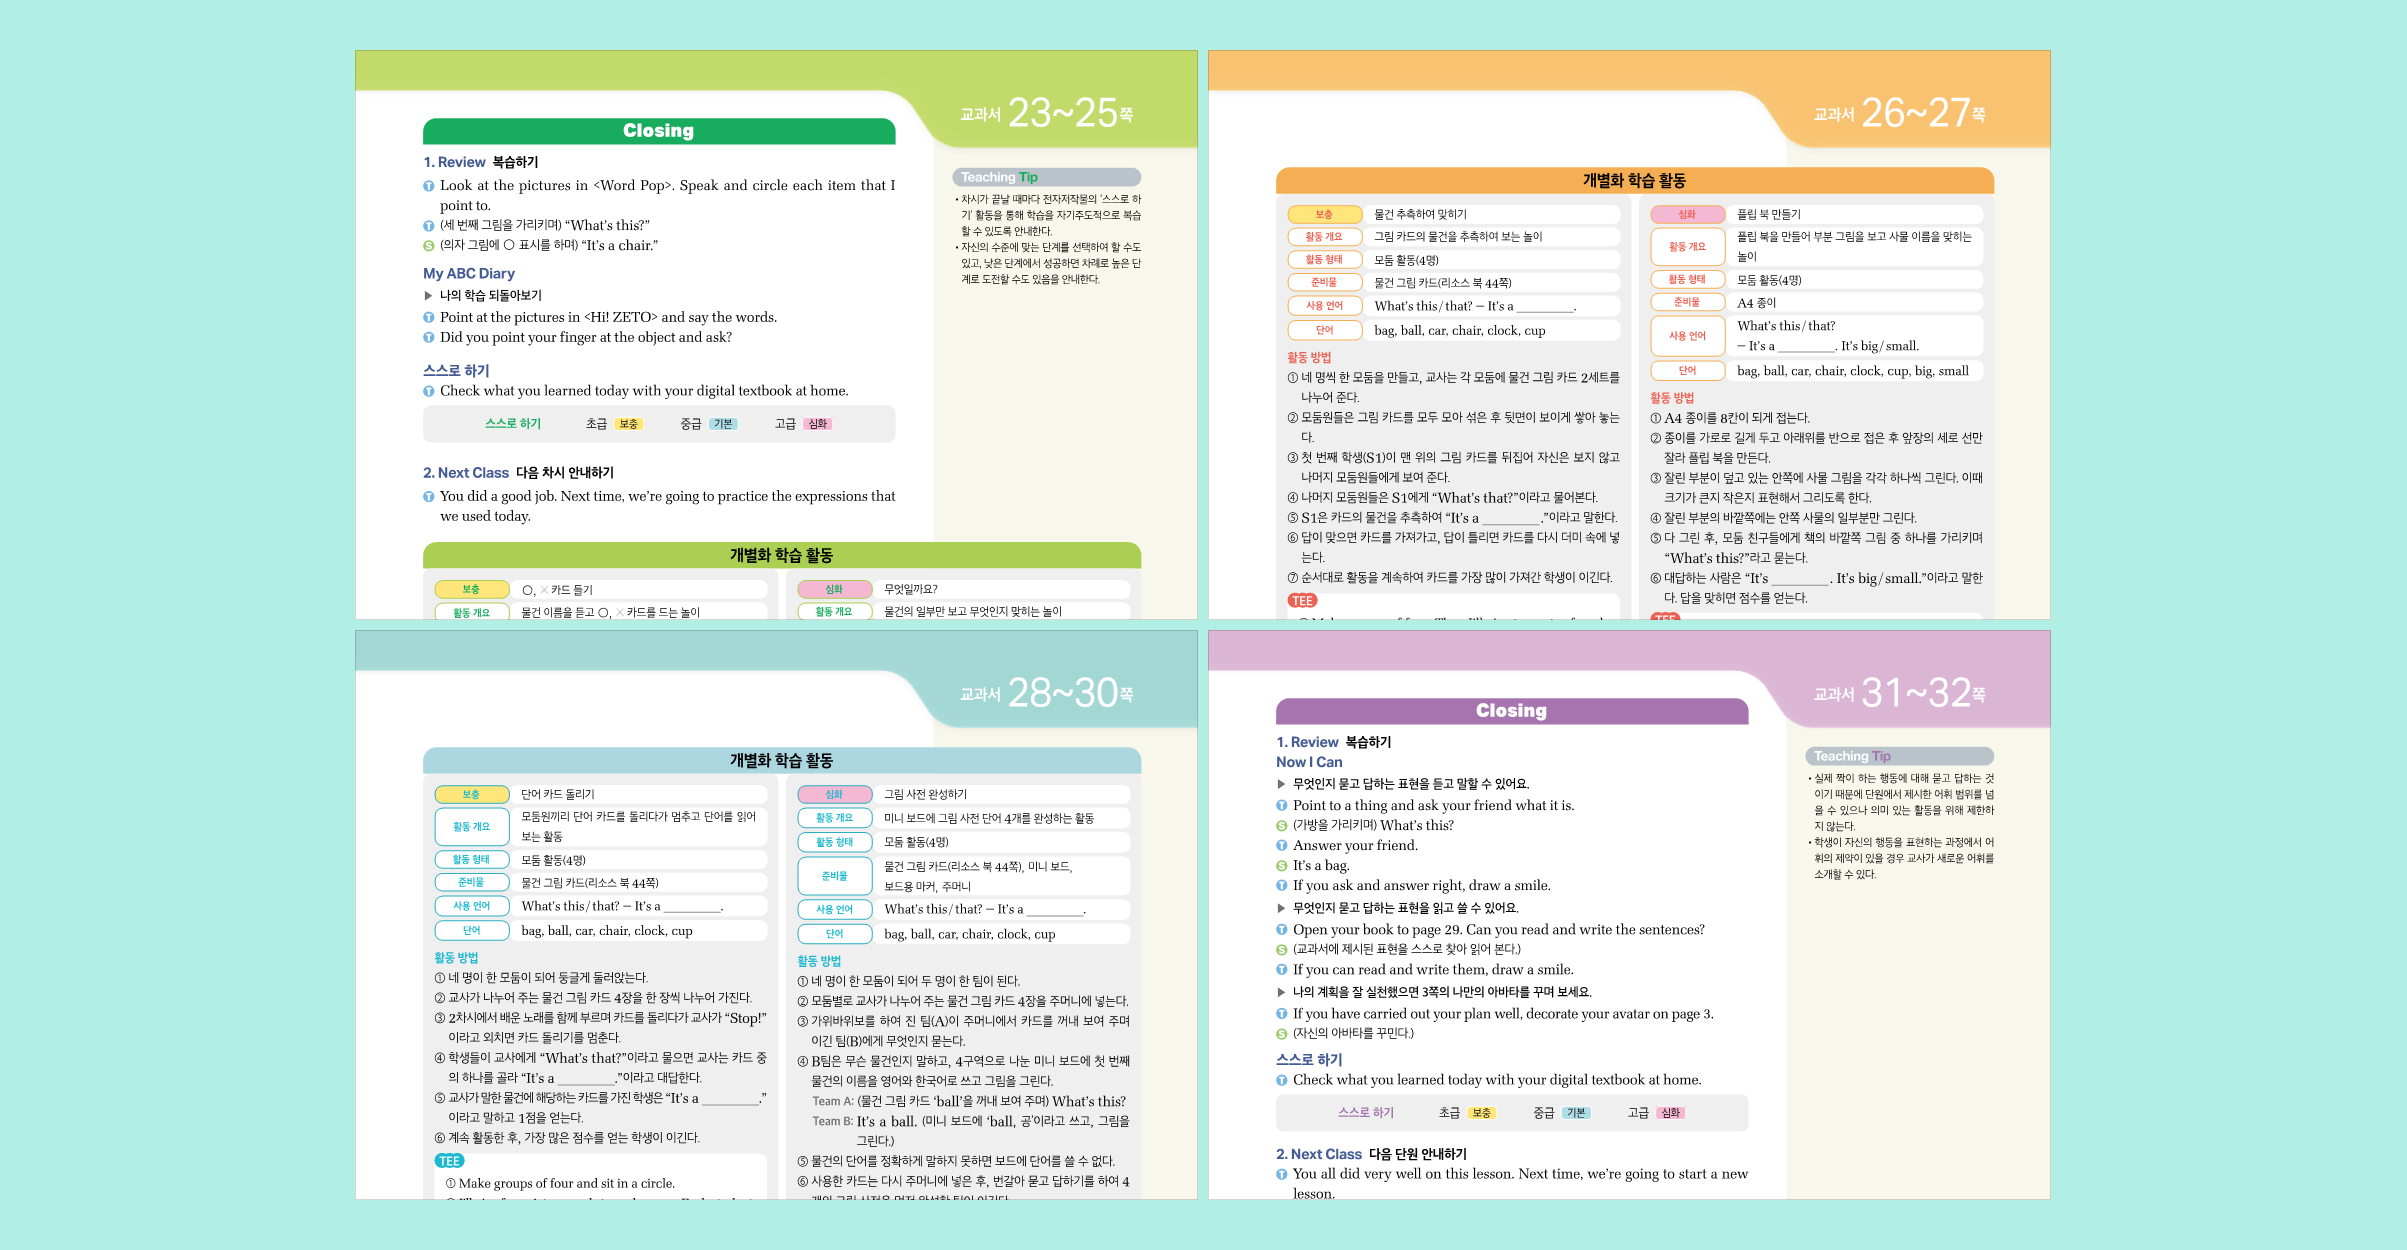 교과서 23~25쪽
Closing
1. Review 복습하기
T Look at the pictures in <Word Pop>. Speak and circle each item that I
point to.
T (세 번째 그림을 가리키며) “What’s this?”
S (의자 그림에 ○ 표시를 하며) “It’s a chair.”
My ABC Diary
▶ 나의 학습 되돌아보기
T Point at the pictures in <Hi! ZETO> and say the words.
T Did you point your finger at the object and ask?
스스로 하기
T Check what you learned today with your digital textbook at home.
스스로 하기 초급 보충 중급 기본 고급 심화
2. Next Class 다음 차시 안내하기
T You did a good job. Next time, we’re going to practice the expressions that
we used today.
Teaching Tip
• 차시가 끝날 때마다 전자저작물의 ‘스스로 하
기’ 활동을 통해 학습을 자기주도적으로 복습
할 수 있도록 안내한다.
• 자신의 수준에 맞는 단계를 선택하여 할 수도
있고, 낮은 단계에서 성공하면 차례로 높은 단
계로 도전할 수도 있음을 안내한다.
개별화 학습 활동
보충 ○, × 카드 들기
활동 개요 물건 이름을 듣고 ○, × 카드를 드는 놀이
심화 무엇일까요?
활동 개요 물건의 일부만 보고 무엇인지 맞히는 놀이
교과서 26~27쪽
개별화 학습 활동
보충 물건 추측하여 맞히기
활동 개요 그림 카드의 물건을 추측하여 보는 놀이
활동 형태 모둠 활동(4명)
준비물 물건 그림 카드(리소스 북 44쪽)
사용 언어 What’s this / that? – It’s a ________.
단어 bag, ball, car, chair, clock, cup
활동 방법
① 네 명씩 한 모둠을 만들고, 교사는 각 모둠에 물건 그림 카드 2세트를
나누어 준다.
② 모둠원들은 그림 카드를 모두 모아 섞은 후 뒷면이 보이게 쌓아 놓는
다.
③ 첫 번째 학생(S1)이 맨 위의 그림 카드를 뒤집어 자신은 보지 않고
나머지 모둠원들에게 보여 준다.
④ 나머지 모둠원들은 S1에게 “What’s that?”이라고 물어본다.
⑤ S1은 카드의 물건을 추측하여 “It’s a ________.”이라고 말한다.
⑥ 답이 맞으면 카드를 가져가고, 답이 틀리면 카드를 다시 더미 속에 넣
는다.
⑦ 순서대로 활동을 계속하여 카드를 가장 많이 가져간 학생이 이긴다.
TEE
심화 플립 북 만들기
활동 개요 플립 북을 만들어 부분 그림을 보고 사물 이름을 맞히는
놀이
활동 형태 모둠 활동(4명)
준비물 A4 종이
사용 언어 What’s this / that?
– It’s a ________. It’s big / small.
단어 bag, ball, car, chair, clock, cup, big, small
활동 방법
① A4 종이를 8칸이 되게 접는다.
② 종이를 가로로 길게 두고 아래위를 반으로 접은 후 앞장의 세로 선만
잘라 플립 북을 만든다.
③ 잘린 부분이 덮고 있는 안쪽에 사물 그림을 각각 하나씩 그린다. 이때
크기가 큰지 작은지 표현해서 그리도록 한다.
④ 잘린 부분의 바깥쪽에는 안쪽 사물의 일부분만 그린다.
⑤ 다 그린 후, 모둠 친구들에게 책의 바깥쪽 그림 중 하나를 가리키며
“What’s this?”라고 묻는다.
⑥ 대답하는 사람은 “It’s ________. It’s big / small.”이라고 말한
다. 답을 맞히면 점수를 얻는다.
TEE
교과서 28~30쪽
개별화 학습 활동
보충 단어 카드 돌리기
활동 개요 모둠원끼리 단어 카드를 돌리다가 멈추고 단어를 읽어
보는 활동
활동 형태 모둠 활동(4명)
준비물 물건 그림 카드(리소스 북 44쪽)
사용 언어 What’s this / that? – It’s a ________.
단어 bag, ball, car, chair, clock, cup
활동 방법
① 네 명이 한 모둠이 되어 둥글게 둘러앉는다.
② 교사가 나누어 주는 물건 그림 카드 4장을 한 장씩 나누어 가진다.
③ 2차시에서 배운 노래를 함께 부르며 카드를 돌리다가 교사가 “Stop!”
이라고 외치면 카드 돌리기를 멈춘다.
④ 학생들이 교사에게 “What’s that?”이라고 물으면 교사는 카드 중
의 하나를 골라 “It’s a ________.”이라고 대답한다.
⑤ 교사가 말한 물건에 해당하는 카드를 가진 학생은 “It’s a ________.”
이라고 말하고 1점을 얻는다.
⑥ 계속 활동한 후, 가장 많은 점수를 얻는 학생이 이긴다.
TEE
① Make groups of four and sit in a circle.
심화 그림 사전 완성하기
활동 개요 미니 보드에 그림 사전 단어 4개를 완성하는 활동
활동 형태 모둠 활동(4명)
준비물 물건 그림 카드(리소스 북 44쪽), 미니 보드,
보드용 마커, 주머니
사용 언어 What’s this / that? – It’s a ________.
단어 bag, ball, car, chair, clock, cup
활동 방법
① 네 명이 한 모둠이 되어 두 명이 한 팀이 된다.
② 모둠별로 교사가 나누어 주는 물건 그림 카드 4장을 주머니에 넣는다.
③ 가위바위보를 하여 진 팀(A)이 주머니에서 카드를 꺼내 보여 주며
이긴 팀(B)에게 무엇인지 묻는다.
④ B팀은 무슨 물건인지 말하고, 4구역으로 나눈 미니 보드에 첫 번째
물건의 이름을 영어와 한국어로 쓰고 그림을 그린다.
Team A: (물건 그림 카드 ‘ball’을 꺼내 보여 주며) What’s this?
Team B: It’s a ball. (미니 보드에 ‘ball, 공’이라고 쓰고, 그림을
그린다.)
⑤ 물건의 단어를 정확하게 말하지 못하면 보드에 단어를 쓸 수 없다.
⑥ 사용한 카드는 다시 주머니에 넣은 후, 번갈아 묻고 답하기를 하여 4
교과서 31~32쪽
Closing
1. Review 복습하기
Now I Can
▶ 무엇인지 묻고 답하는 표현을 듣고 말할 수 있어요.
T Point to a thing and ask your friend what it is.
S (가방을 가리키며) What’s this?
T Answer your friend.
S It’s a bag.
T If you ask and answer right, draw a smile.
▶ 무엇인지 묻고 답하는 표현을 읽고 쓸 수 있어요.
T Open your book to page 29. Can you read and write the sentences?
S (교과서에 제시된 표현을 스스로 찾아 읽어 본다.)
T If you can read and write them, draw a smile.
▶ 나의 계획을 잘 실천했으면 3쪽의 나만의 아바타를 꾸며 보세요.
T If you have carried out your plan well, decorate your avatar on page 3.
S (자신의 아바타를 꾸민다.)
스스로 하기
T Check what you learned today with your digital textbook at home.
스스로 하기 초급 보충 중급 기본 고급 심화
2. Next Class 다음 단원 안내하기
T You all did very well on this lesson. Next time, we’re going to start a new
lesson.
Teaching Tip
• 실제 짝이 하는 행동에 대해 묻고 답하는 것
이기 때문에 단원에서 제시한 어휘 범위를 넘
을 수 있으나 의미 있는 활동을 위해 제한하
지 않는다.
• 학생이 자신의 행동을 표현하는 과정에서 어
휘의 제약이 있을 경우 교사가 새로운 어휘를
소개할 수 있다.